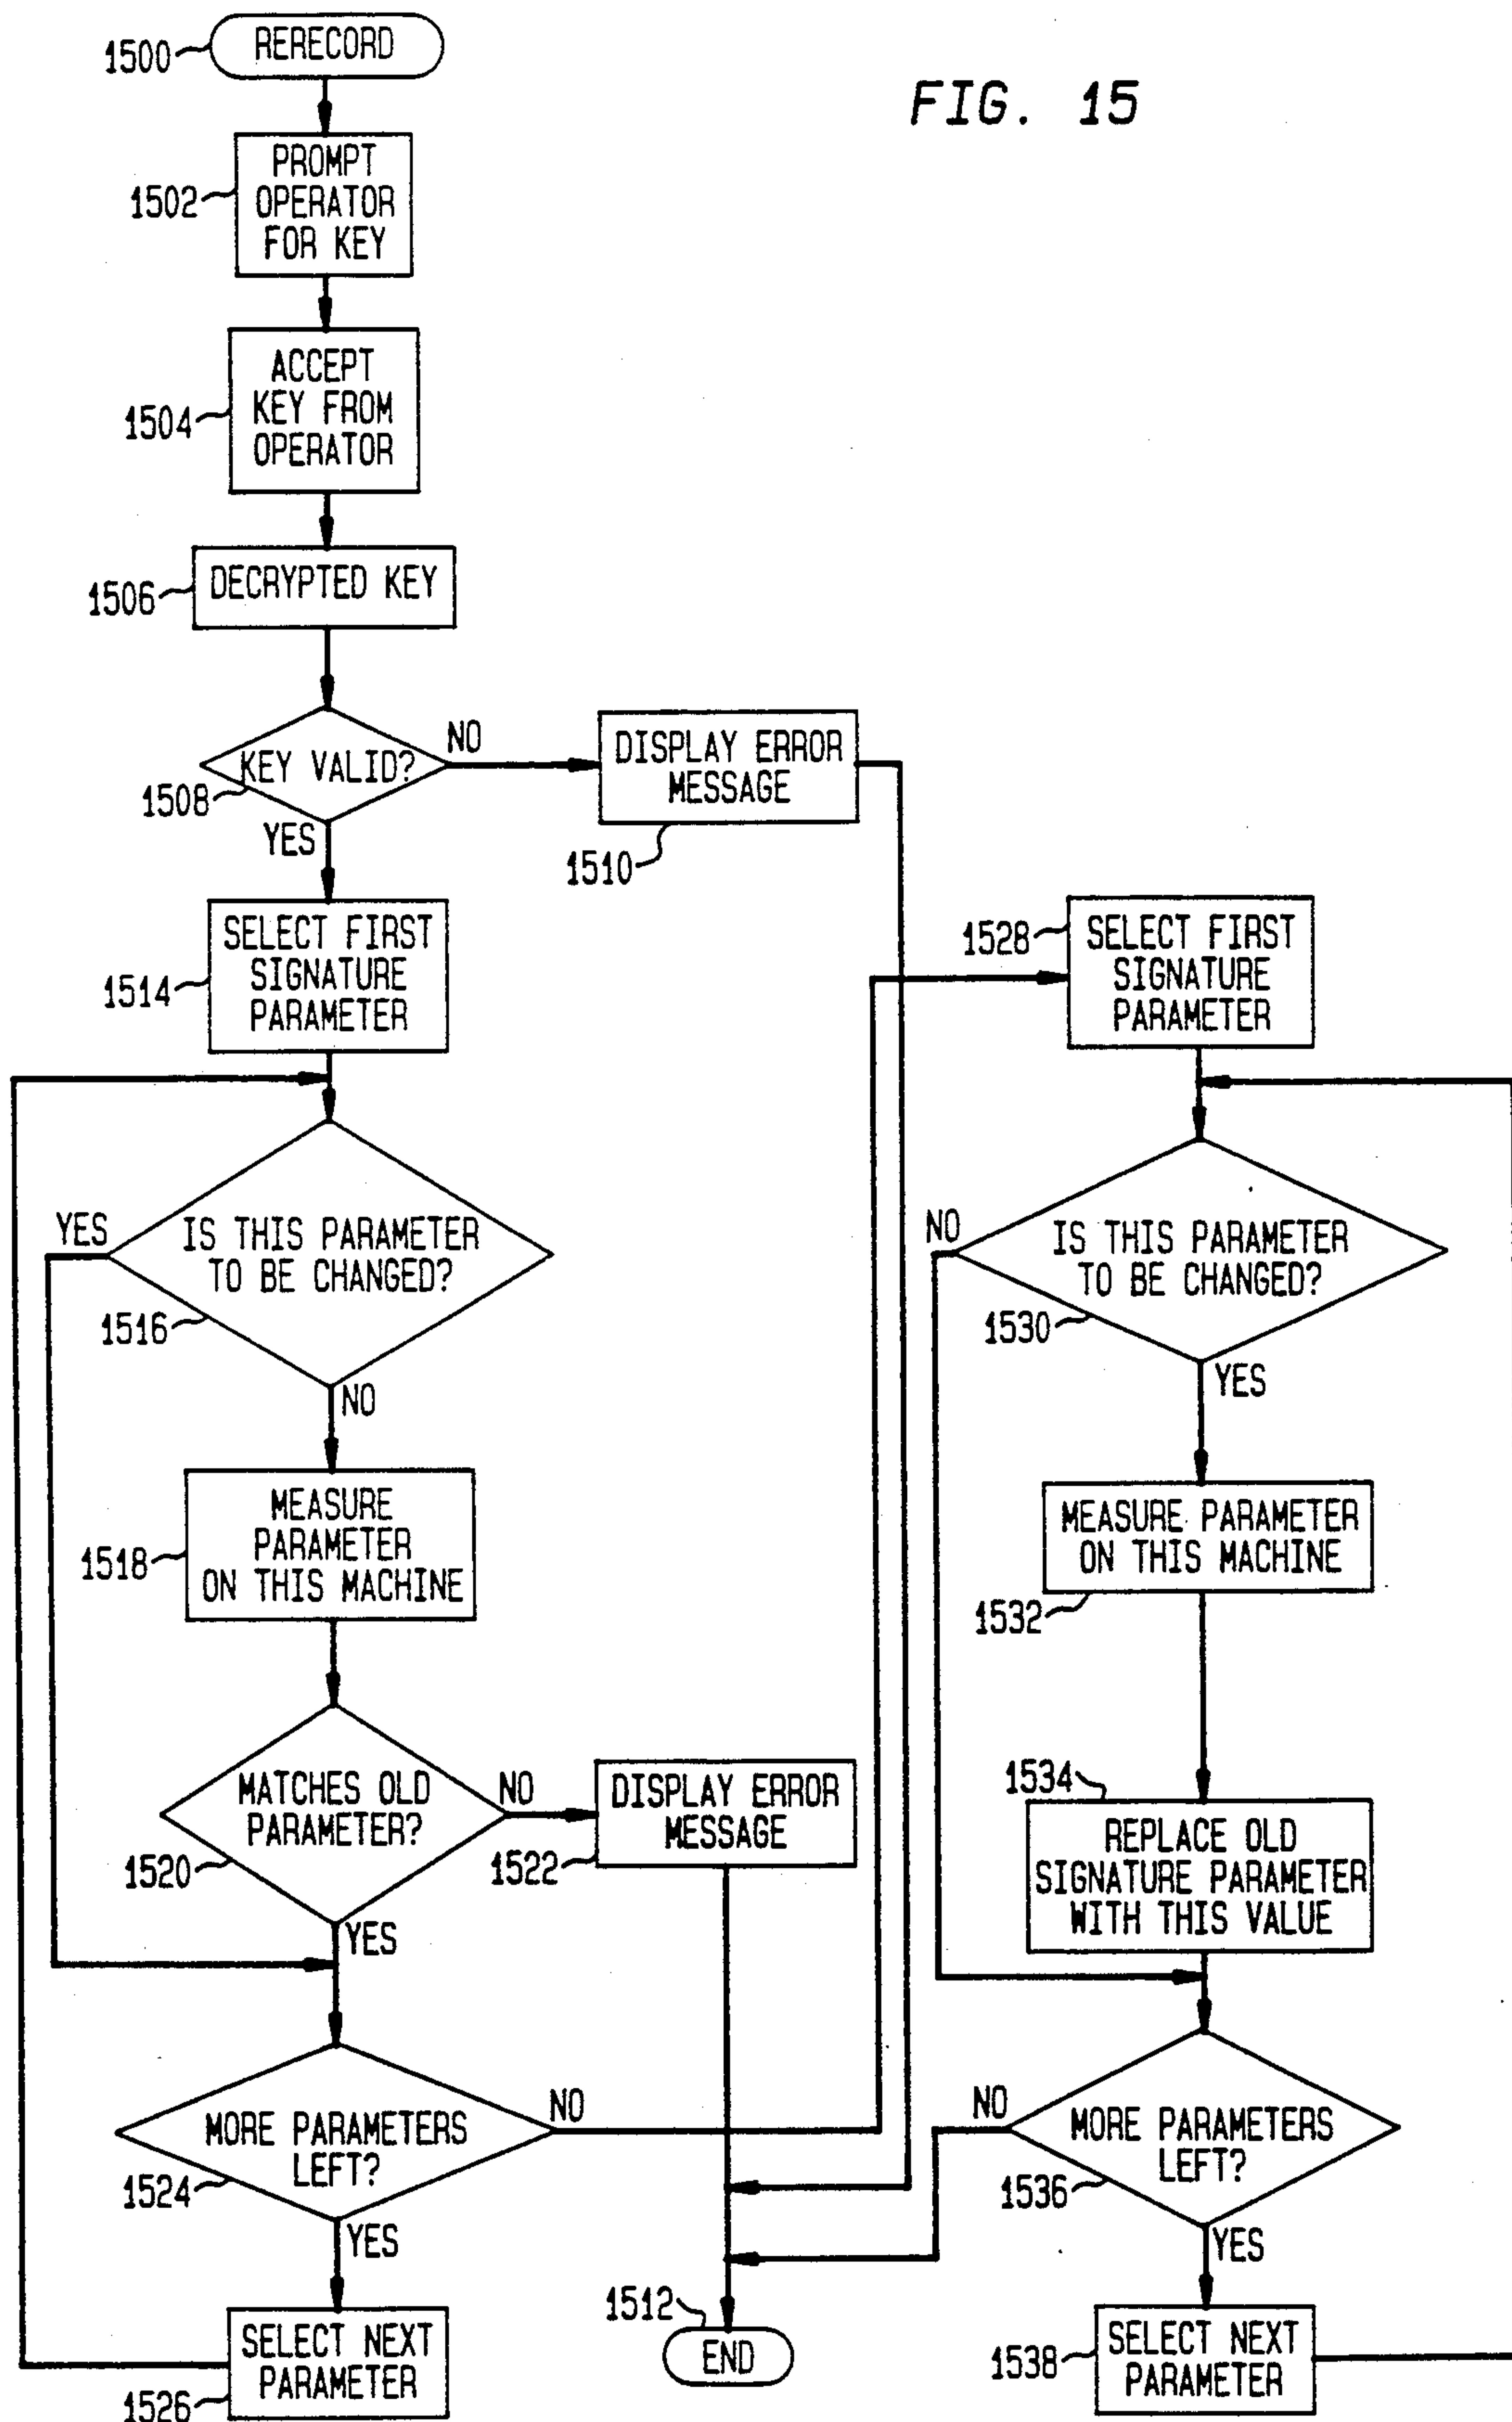 FIG. 15
1500
RERECORD
1502
PROMPT
OPERATOR
FOR KEY
1504
ACCEPT
KEY FROM
OPERATOR
1506
DECRYPTED KEY
1508
KEY VALID?
NO
YES
DISPLAY ERROR
MESSAGE
1510
1514
SELECT FIRST
SIGNATURE
PARAMETER
1516
IS THIS PARAMETER
TO BE CHANGED?
YES
NO
1518
MEASURE
PARAMETER
ON THIS MACHINE
1520
MATCHES OLD
PARAMETER?
NO
YES
DISPLAY ERROR
MESSAGE
1522
1524
MORE PARAMETERS
LEFT?
NO
YES
1526
SELECT NEXT
PARAMETER
1512
END
1528
SELECT FIRST
SIGNATURE
PARAMETER
1530
IS THIS PARAMETER
TO BE CHANGED?
NO
YES
1532
MEASURE PARAMETER
ON THIS MACHINE
1534
REPLACE OLD
SIGNATURE PARAMETER
WITH THIS VALUE
1536
MORE PARAMETERS
LEFT?
NO
YES
1538
SELECT NEXT
PARAMETER